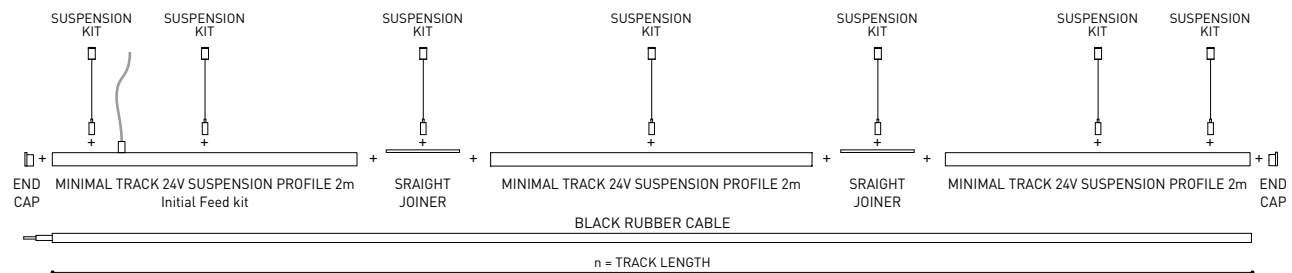 SUSPENSION
KIT
SUSPENSION
KIT
SUSPENSION
KIT
SUSPENSION
KIT
SUSPENSION
KIT
SUSPENSION
KIT
SUSPENSION
KIT
+
+
+
+
+
+
+
+
+
+
+
+
+
END
CAP
MINIMAL TRACK 24V SUSPENSION PROFILE 2m
Initial Feed kit
SRAIGHT
JOINER
MINIMAL TRACK 24V SUSPENSION PROFILE 2m
SRAIGHT
JOINER
MINIMAL TRACK 24V SUSPENSION PROFILE 2m
END
CAP
BLACK RUBBER CABLE
n = TRACK LENGTH